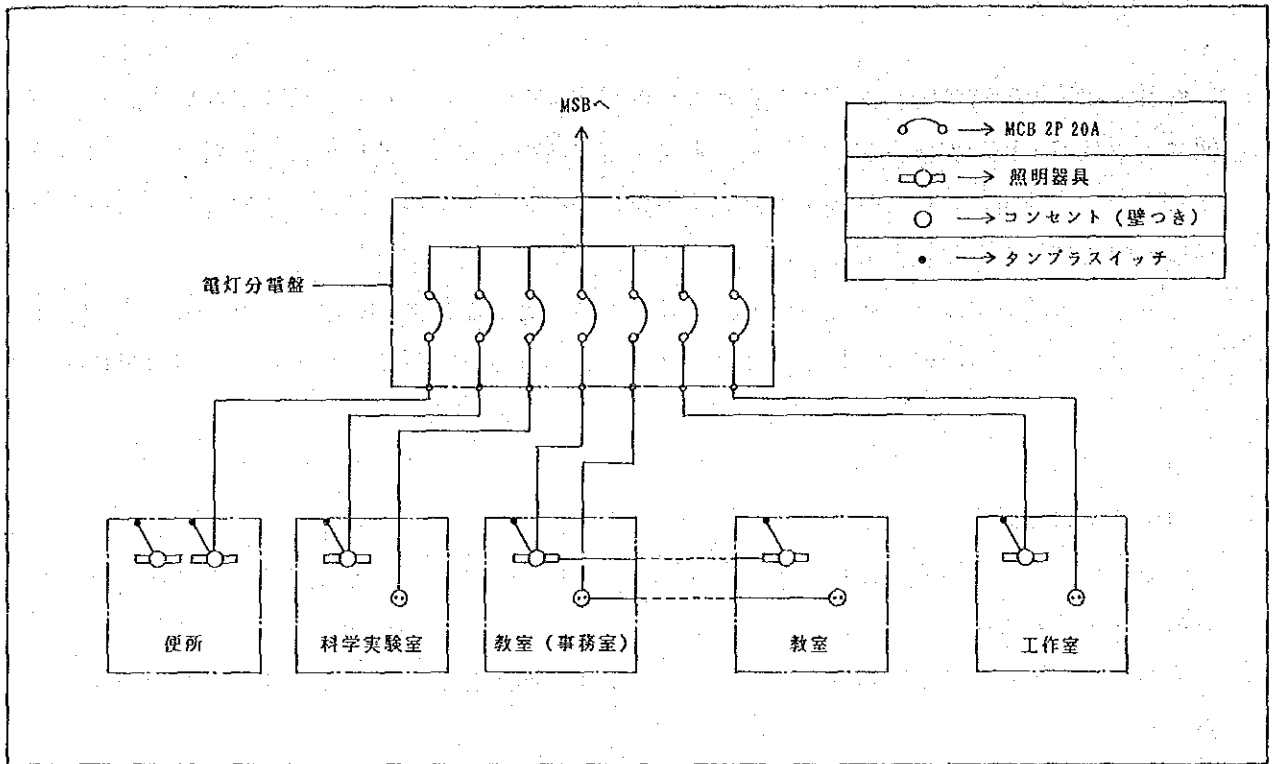 MSBへ
→ MCB 2P 20A
→ 照明器具
→ コンセント（壁つき）
→ タンブラスイッチ
電灯分電盤
便所
科学実験室
教室（事務室）
教室
工作室